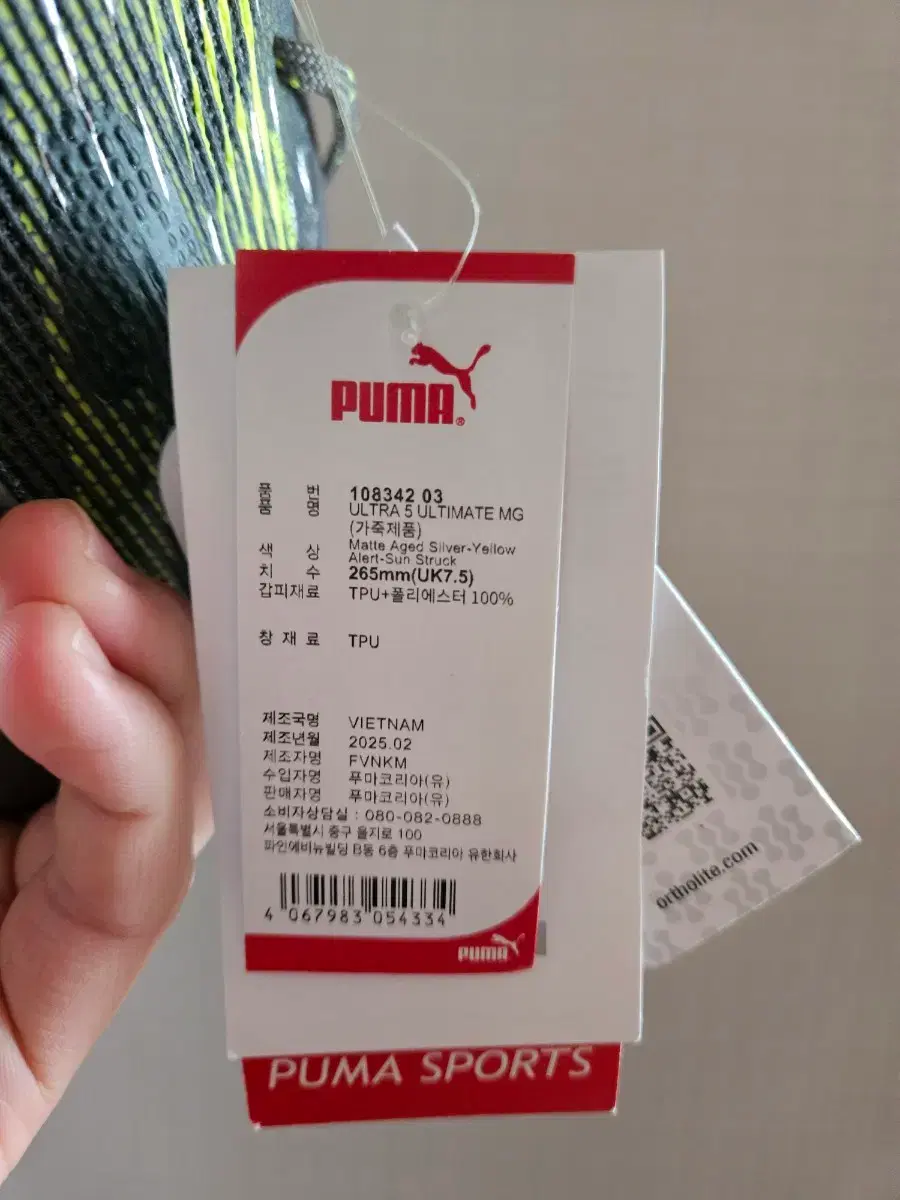 PUMA®
품 번 108342 03
품 명 ULTRA 5 ULTIMATE MG
(가죽제품)
색 상 Matte Aged Silver-Yellow
Alert-Sun Struck
치 수 265mm(UK7.5)
갑피재료 TPU+폴리에스터 100%
창 재 료 TPU
제조국명 VIETNAM
제조년월 2025.02
제조자명 FVNKM
수입자명 푸마코리아(유)
판매자명 푸마코리아(유)
소비자상담실 : 080-082-0888
서울특별시 중구 을지로 100
파인에비뉴빌딩 B동 6층 푸마코리아 유한회사
4 067983 054334
PUMA
ortholite.com
PUMA SPORTS